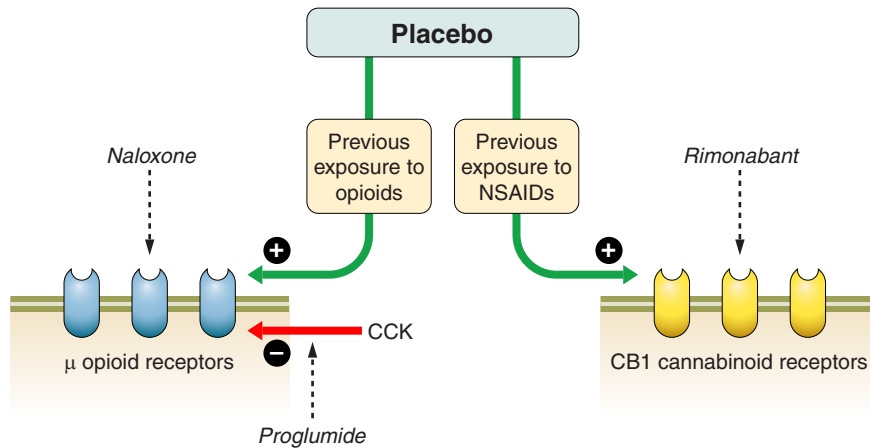 Placebo
Previous
exposure to
opioids
Previous
exposure to
NSAIDs
Naloxone
Rimonabant
+
+
CCK
−
μ opioid receptors
CB1 cannabinoid receptors
Proglumide